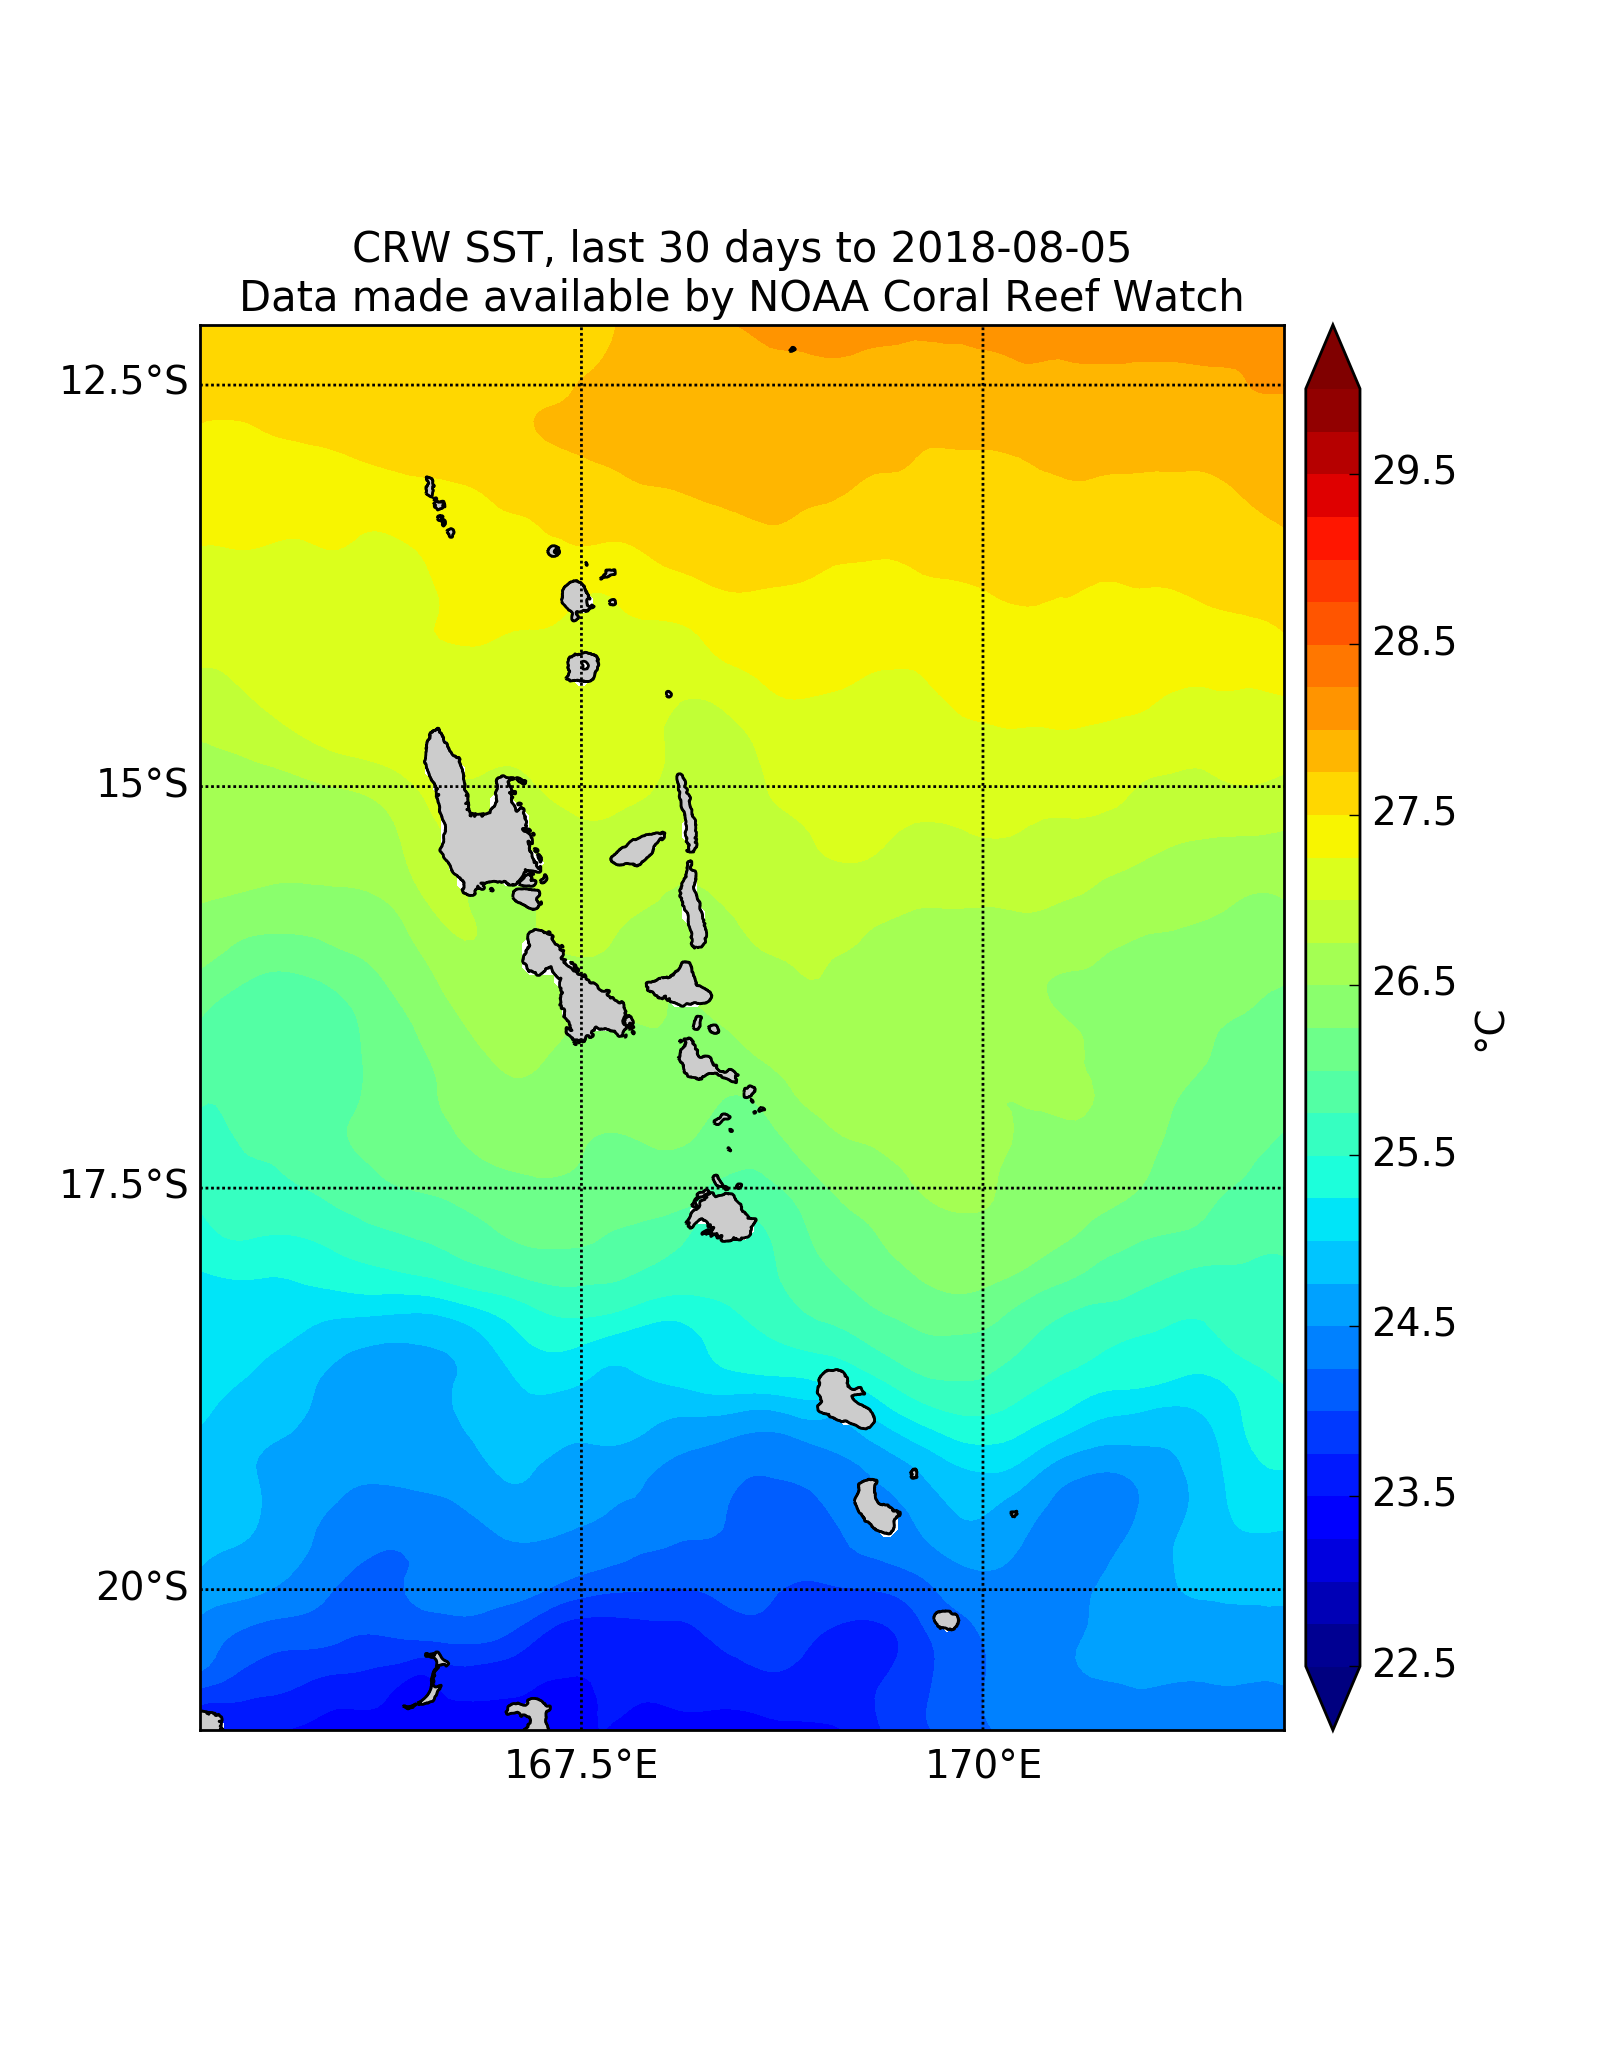 CRW SST, last 30 days to 2018-08-05
Data made available by NOAA Coral Reef Watch
12.5°S
15°S
17.5°S
20°S
167.5°E
170°E
29.5
28.5
27.5
26.5
25.5
24.5
23.5
22.5
°C